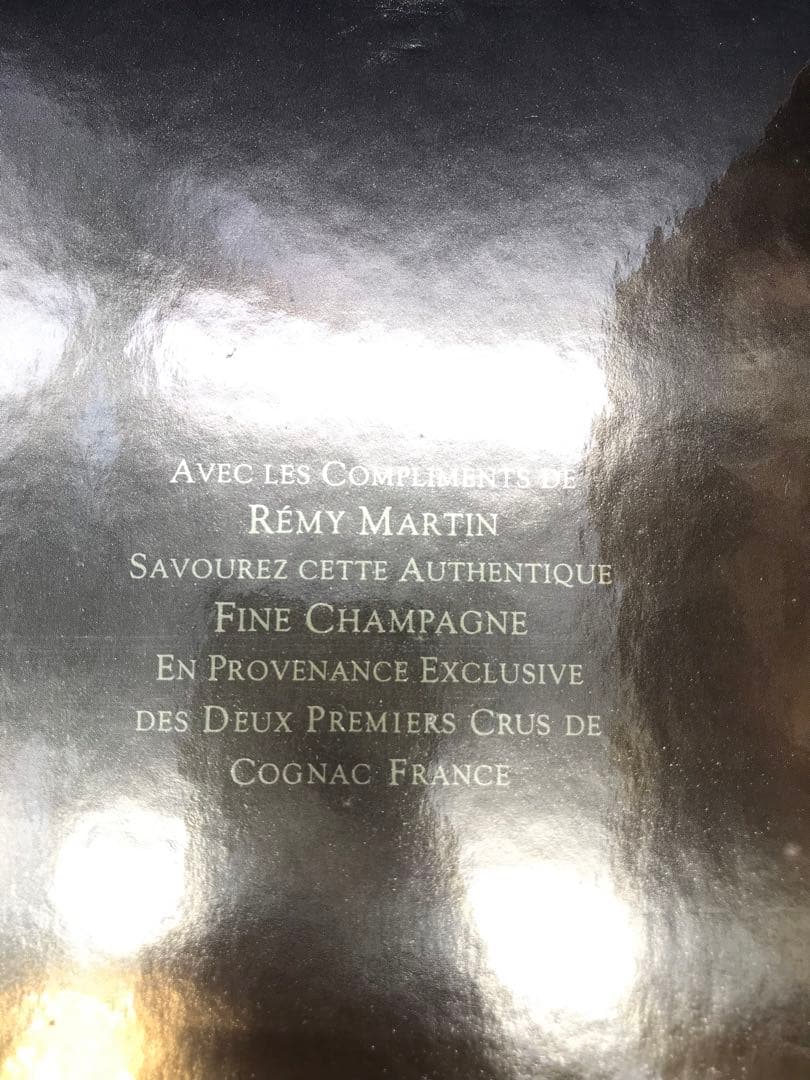 AVEC LES COMPLIMENTS DE
RÉMY MARTIN
SAVOUREZ CETTE AUTHENTIQUE
FINE CHAMPAGNE
EN PROVENANCE EXCLUSIVE
DES DEUX PREMIERS CRUS DE
COGNAC FRANCE